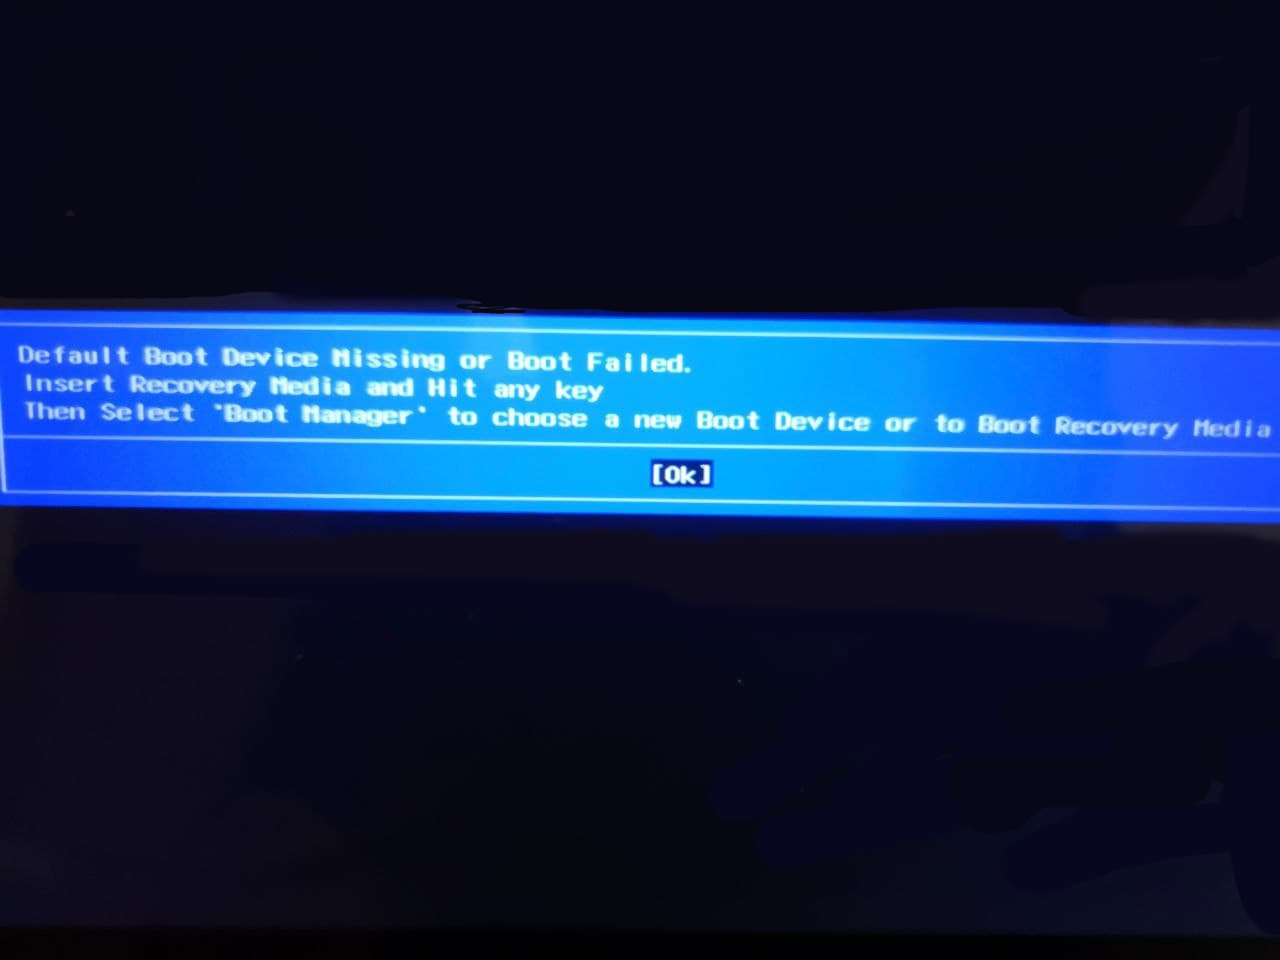 Default Boot Device Missing or Boot Failed.
Insert Recovery Media and Hit any key
Then Select 'Boot Manager' to choose a new Boot Device or to Boot Recovery Media
[Ok]